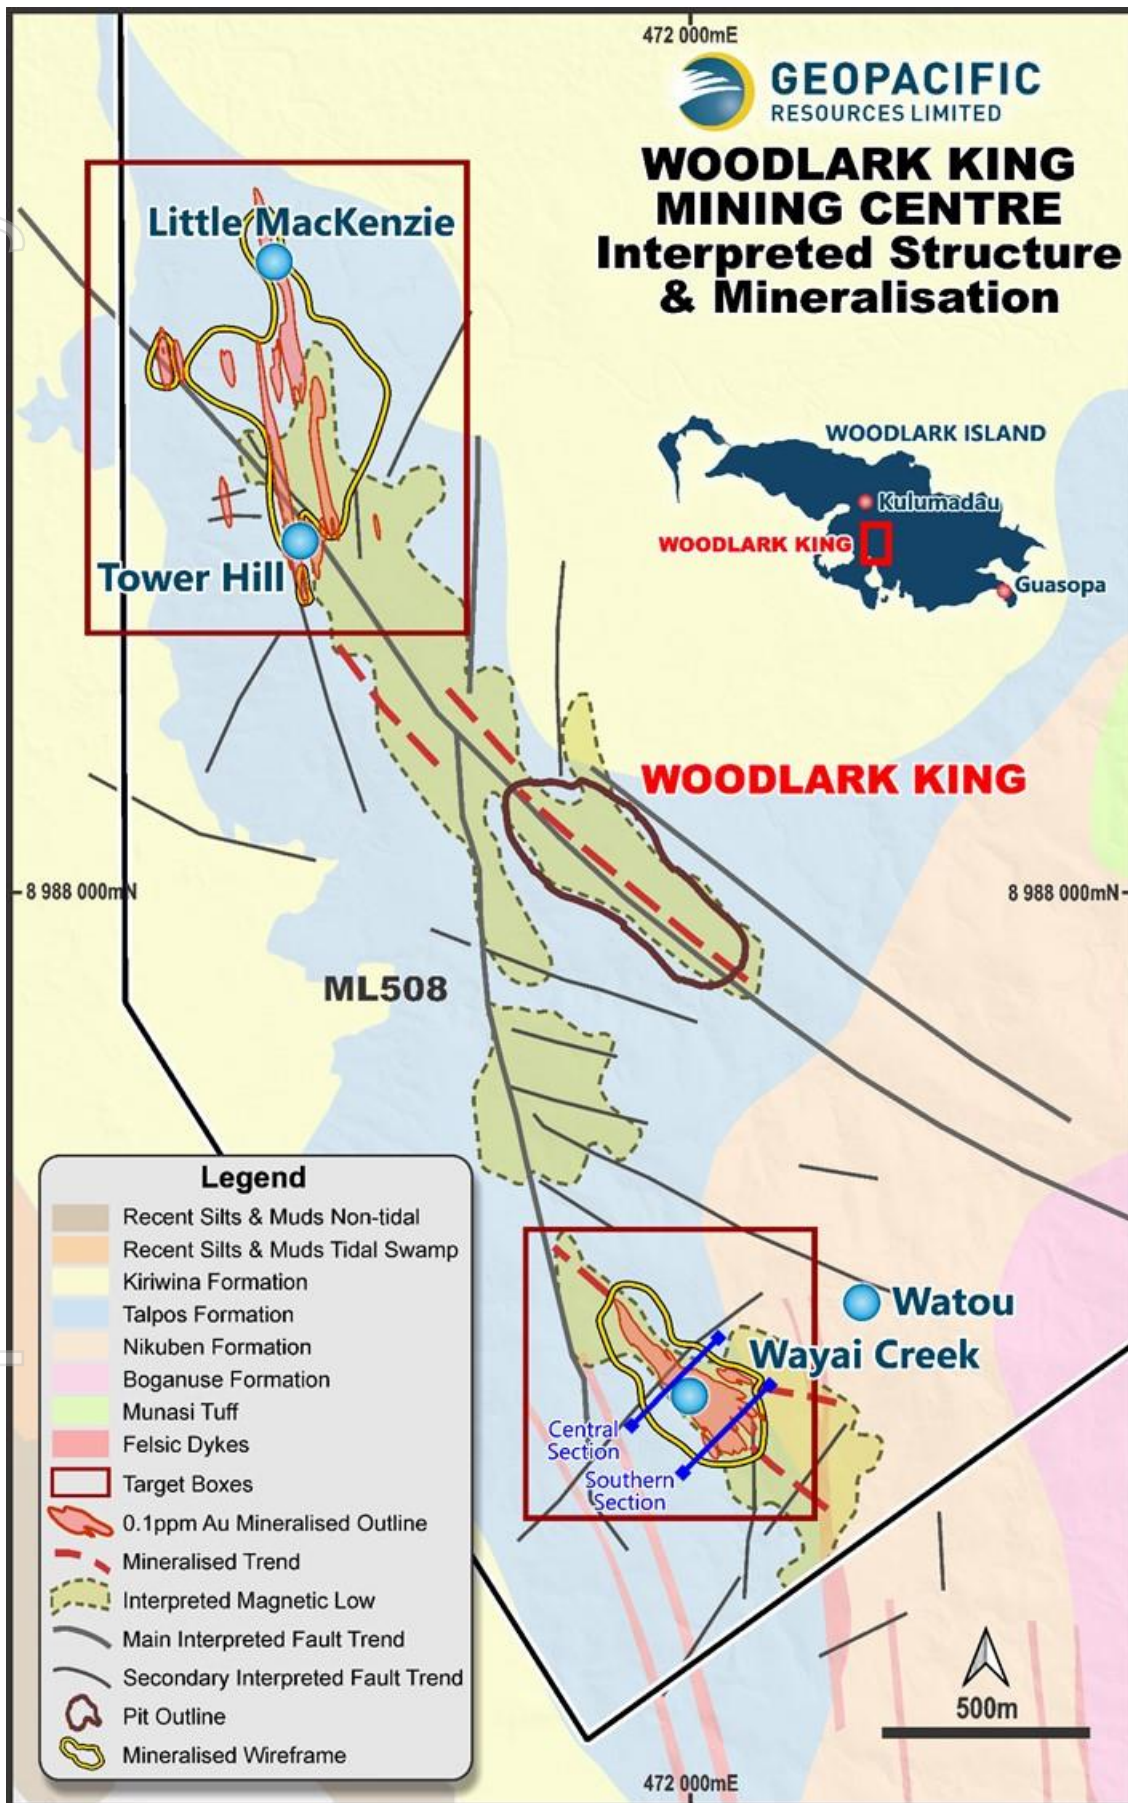 472 000mE
GEOPACIFIC
RESOURCES LIMITED
WOODLARK KING
MINING CENTRE
Interpreted Structure
& Mineralisation
Little MacKenzie
WOODLARK ISLAND
Kulumadau
WOODLARK KING
Guasopa
Tower Hill
WOODLARK KING
8 988 000mN
8 988 000mN
ML508
Legend
Recent Silts & Muds Non-tidal
Recent Silts & Muds Tidal Swamp
Kiriwina Formation
Talpos Formation
Nikuben Formation
Boganuse Formation
Munasi Tuff
Felsic Dykes
Target Boxes
0.1ppm Au Mineralised Outline
Mineralised Trend
Interpreted Magnetic Low
Main Interpreted Fault Trend
Secondary Interpreted Fault Trend
Pit Outline
Mineralised Wireframe
Watou
Wayai Creek
Central
Section
Southern
Section
500m
472 000mE